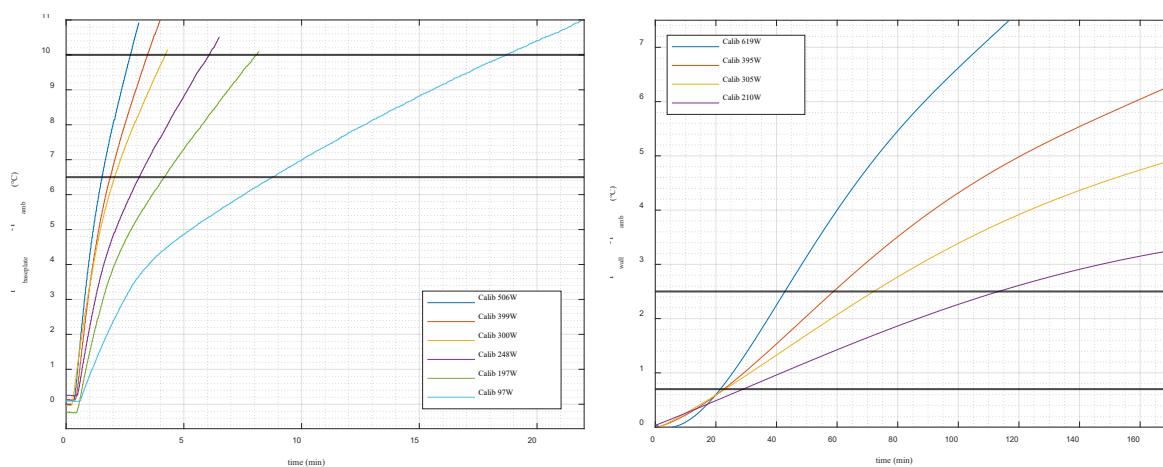 11
10
9
8
7
6
5
4
3
2
1
0
0
5
10
15
20
time (min)
baseplate
amb
(°C)
Calib 506W
Calib 399W
Calib 300W
Calib 248W
Calib 197W
Calib 97W
7
6
5
4
3
2
1
0
0
20
40
60
80
100
120
140
160
time (min)
wall
amb
(°C)
Calib 619W
Calib 395W
Calib 305W
Calib 210W